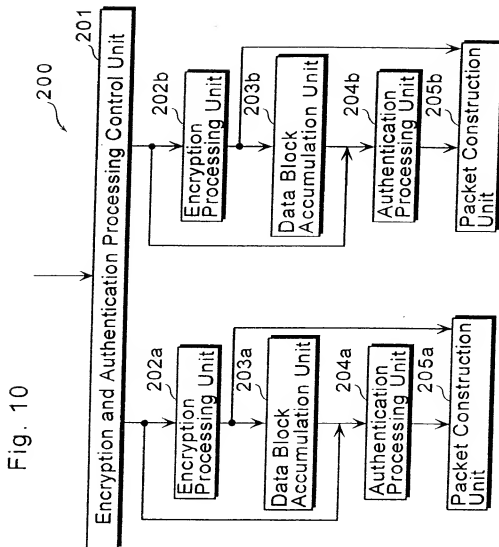 Fig. 10
200
201
Encryption and Authentication Processing Control Unit
202a
Encryption
Processing Unit
203a
Data Block
Accumulation Unit
204a
Authentication
Processing Unit
205a
Packet Construction
Unit
202b
Encryption
Processing Unit
203b
Data Block
Accumulation Unit
204b
Authentication
Processing Unit
205b
Packet Construction
Unit